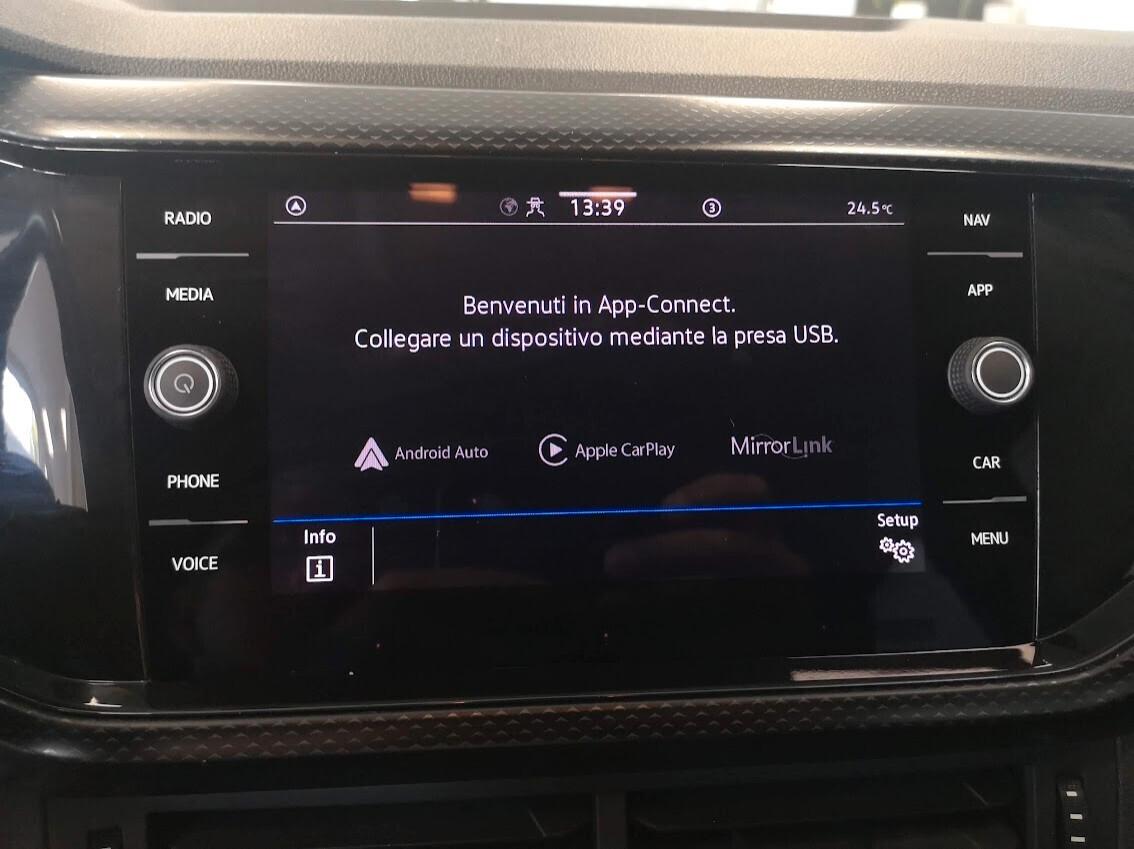 RADIO
MEDIA
PHONE
VOICE
13:39
3
24.5°C
Benvenuti in App-Connect.
Collegare un dispositivo mediante la presa USB.
Android Auto
Apple CarPlay
MirrorLink
Info
i
Setup
NAV
APP
CAR
MENU